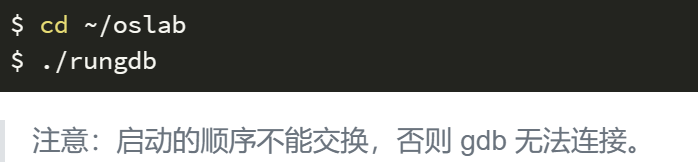 $ cd ~/oslab
$ ./rungdb
注意：启动的顺序不能交换，否则 gdb 无法连接。